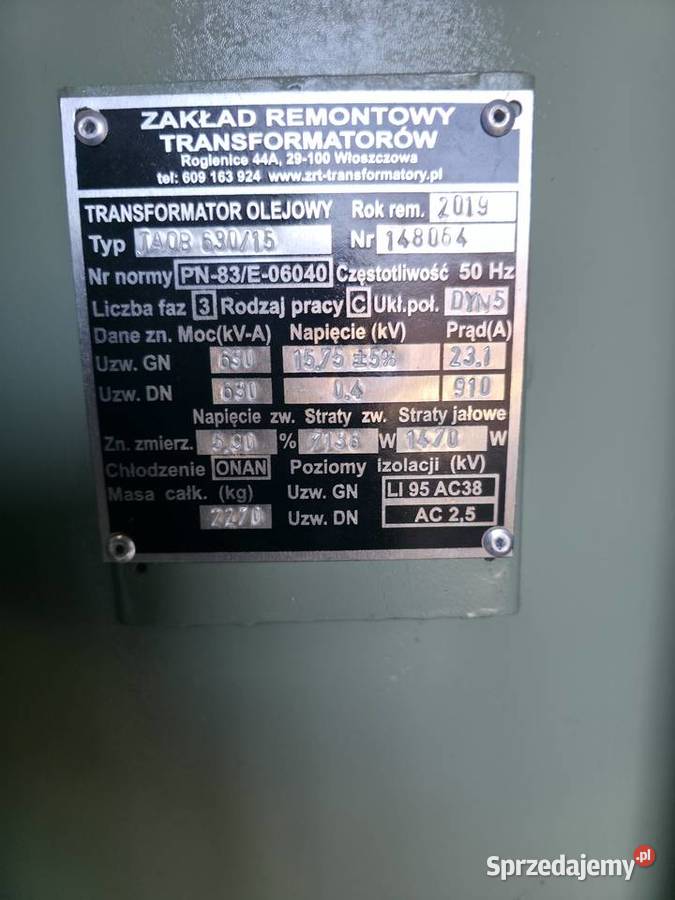 ZAKŁAD REMONTOWY
TRANSFORMATORÓW
Roglenice 44A, 29-100 Włoszczowa
tel: 609 163 924 www.zrt-transformatory.pl
TRANSFORMATOR OLEJOWY Rok rem. 2019
Typ TAOB 630/15 Nr 148064
Nr normy PN-83/E-06040 Częstotliwość 50 Hz
Liczba faz 3 Rodzaj pracy C Ukł.poł. DYN5
Dane zn. Moc(kV-A) Napięcie (kV) Prąd(A)
Uzw. GN 630 15,75 ±5% 23.1
Uzw. DN 630 0.4 910
Napięcie zw. Straty zw. Straty jałowe
Zn. zmierz. 5.90 % 7136 W 1470 W
Chłodzenie ONAN Poziomy izolacji (kV)
Masa całk. (kg) Uzw. GN LI 95 AC38
2270 Uzw. DN AC 2,5
Sprzedajemy.pl